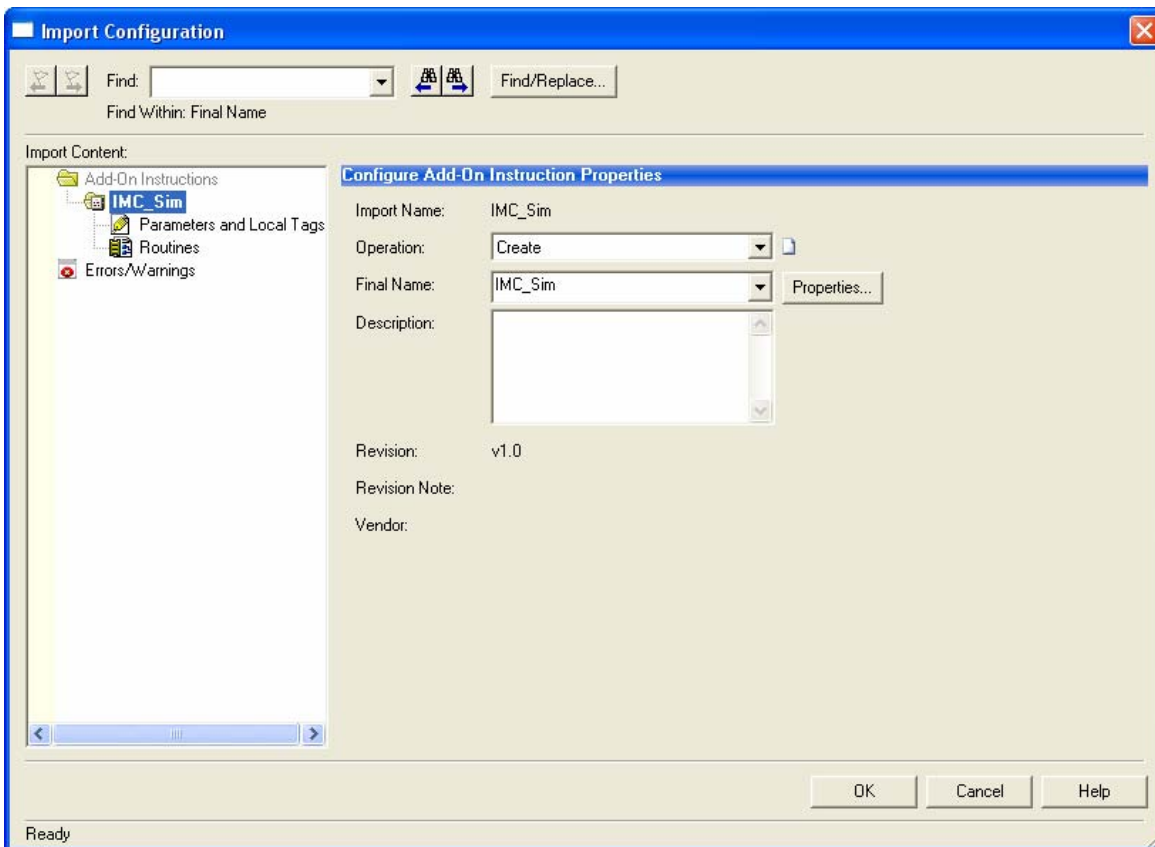 Import Configuration
Find: Find/Replace...
Find Within: Final Name
Import Content:
Add-On Instructions
IMC_Sim
Parameters and Local Tags
Routines
Errors/Warnings
Configure Add-On Instruction Properties
Import Name: IMC_Sim
Operation: Create
Final Name: IMC_Sim Properties...
Description:
Revision: v1.0
Revision Note:
Vendor:
OK Cancel Help
Ready